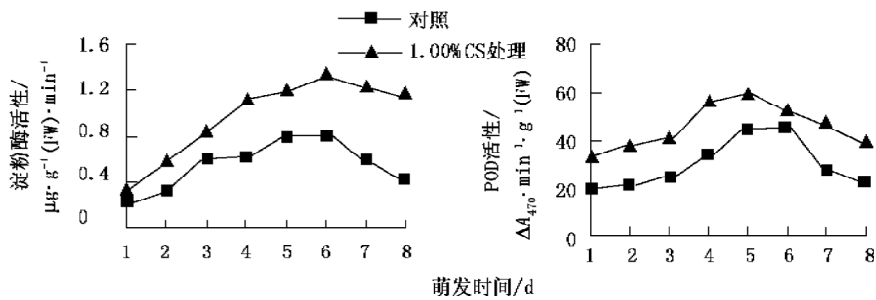 对照
1.00%CS处理
淀粉酶活性/
μg·g⁻¹(FW)·min⁻¹
1.6
1.2
0.8
0.4
0
1 2 3 4 5 6 7 8
POD活性/
ΔA₄₇₀·min⁻¹·g⁻¹(FW)
80
60
40
20
0
1 2 3 4 5 6 7 8
萌发时间/d